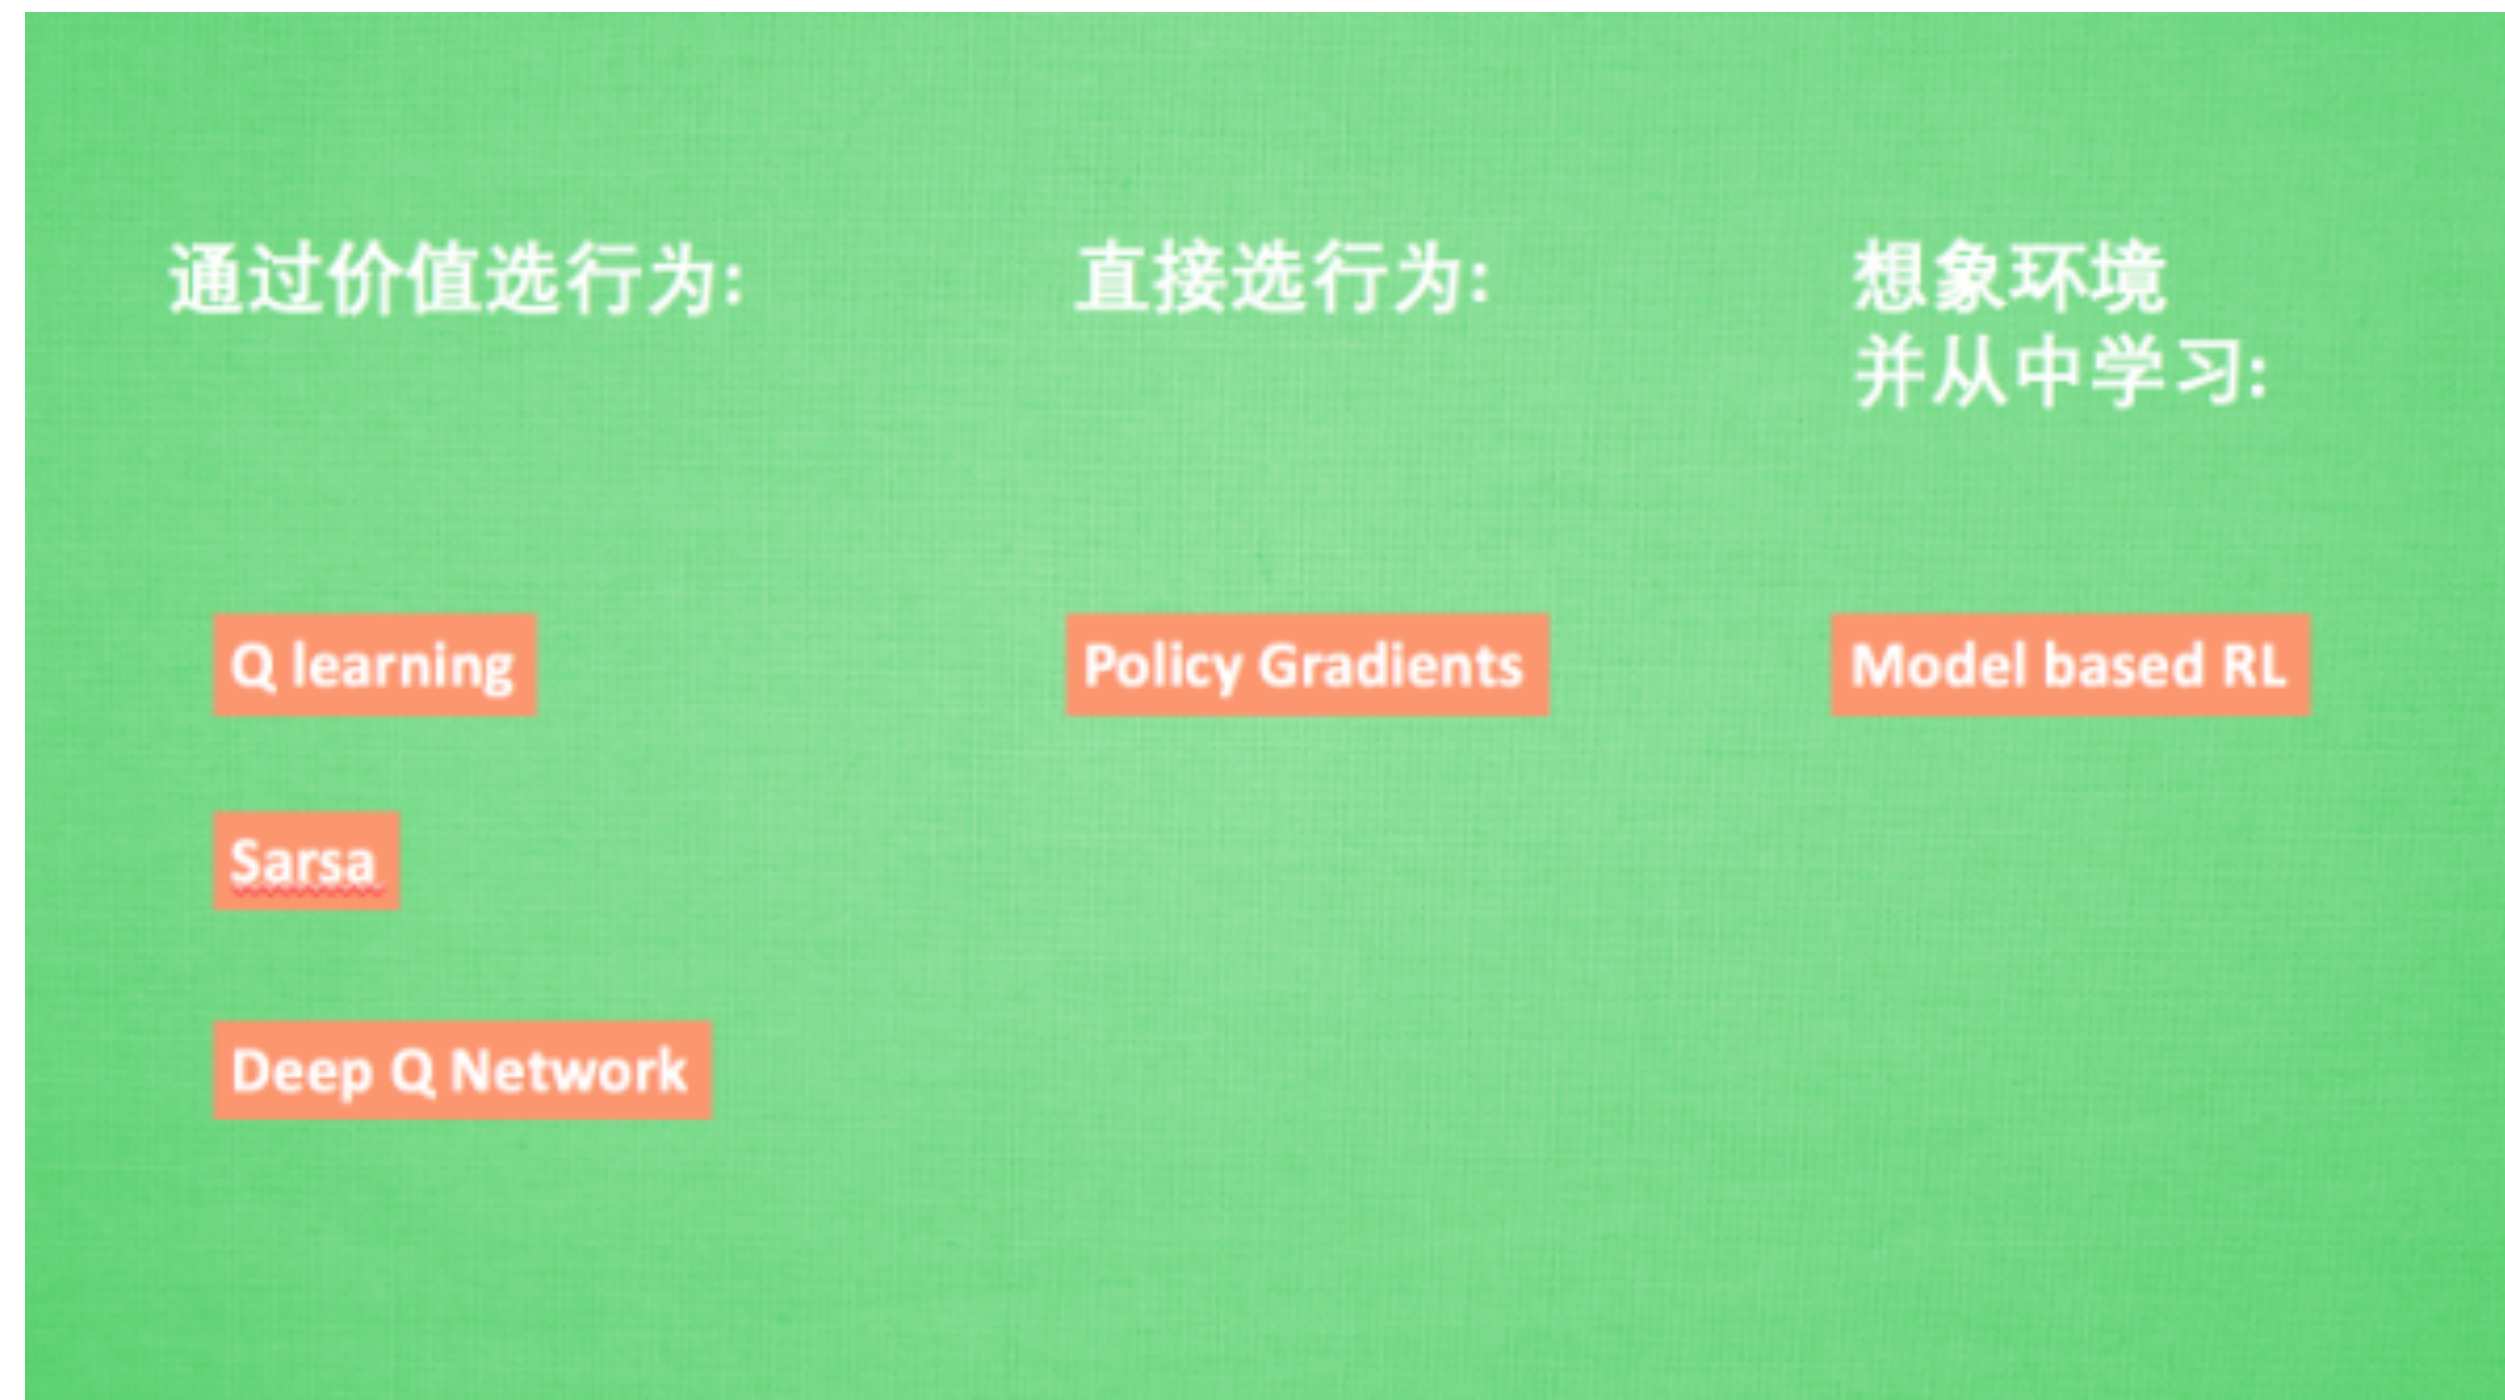 通过价值选行为:
直接选行为:
想象环境
并从中学习:
Q learning
Policy Gradients
Model based RL
Sarsa
Deep Q Network